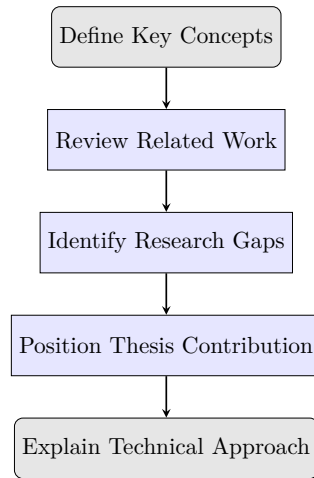 Define Key Concepts
Review Related Work
Identify Research Gaps
Position Thesis Contribution
Explain Technical Approach